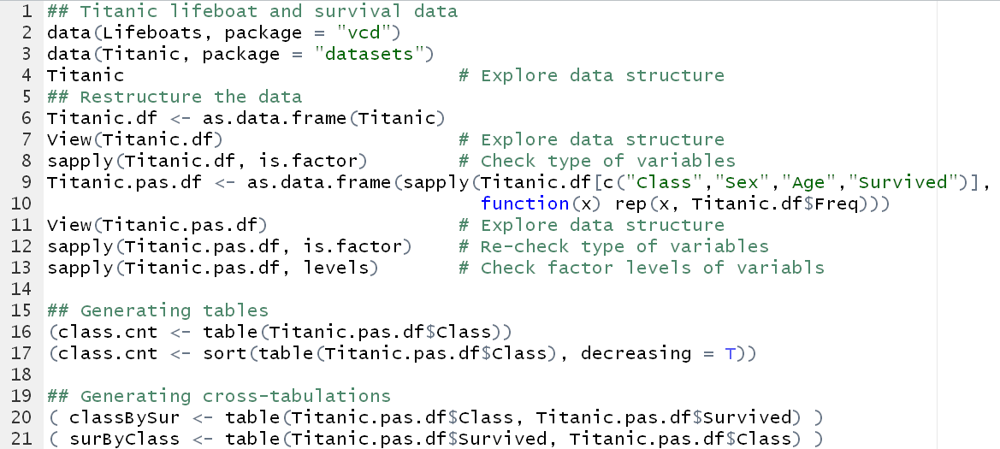 1 ## Titanic lifeboat and survival data
2 data(Lifeboats, package = "vcd")
3 data(Titanic, package = "datasets")
4 Titanic                              # Explore data structure
5 ## Restructure the data
6 Titanic.df <- as.data.frame(Titanic)
7 View(Titanic.df)                     # Explore data structure
8 sapply(Titanic.df, is.factor)        # Check type of variables
9 Titanic.pas.df <- as.data.frame(sapply(Titanic.df[c("Class","Sex","Age","Survived")],
10                                        function(x) rep(x, Titanic.df$Freq)))
11 View(Titanic.pas.df)                 # Explore data structure
12 sapply(Titanic.pas.df, is.factor)    # Re-check type of variables
13 sapply(Titanic.pas.df, levels)       # Check factor levels of variabls
14
15 ## Generating tables
16 (class.cnt <- table(Titanic.pas.df$Class))
17 (class.cnt <- sort(table(Titanic.pas.df$Class), decreasing = T))
18
19 ## Generating cross-tabulations
20 ( classBySur <- table(Titanic.pas.df$Class, Titanic.pas.df$Survived) )
21 ( surByClass <- table(Titanic.pas.df$Survived, Titanic.pas.df$Class) )